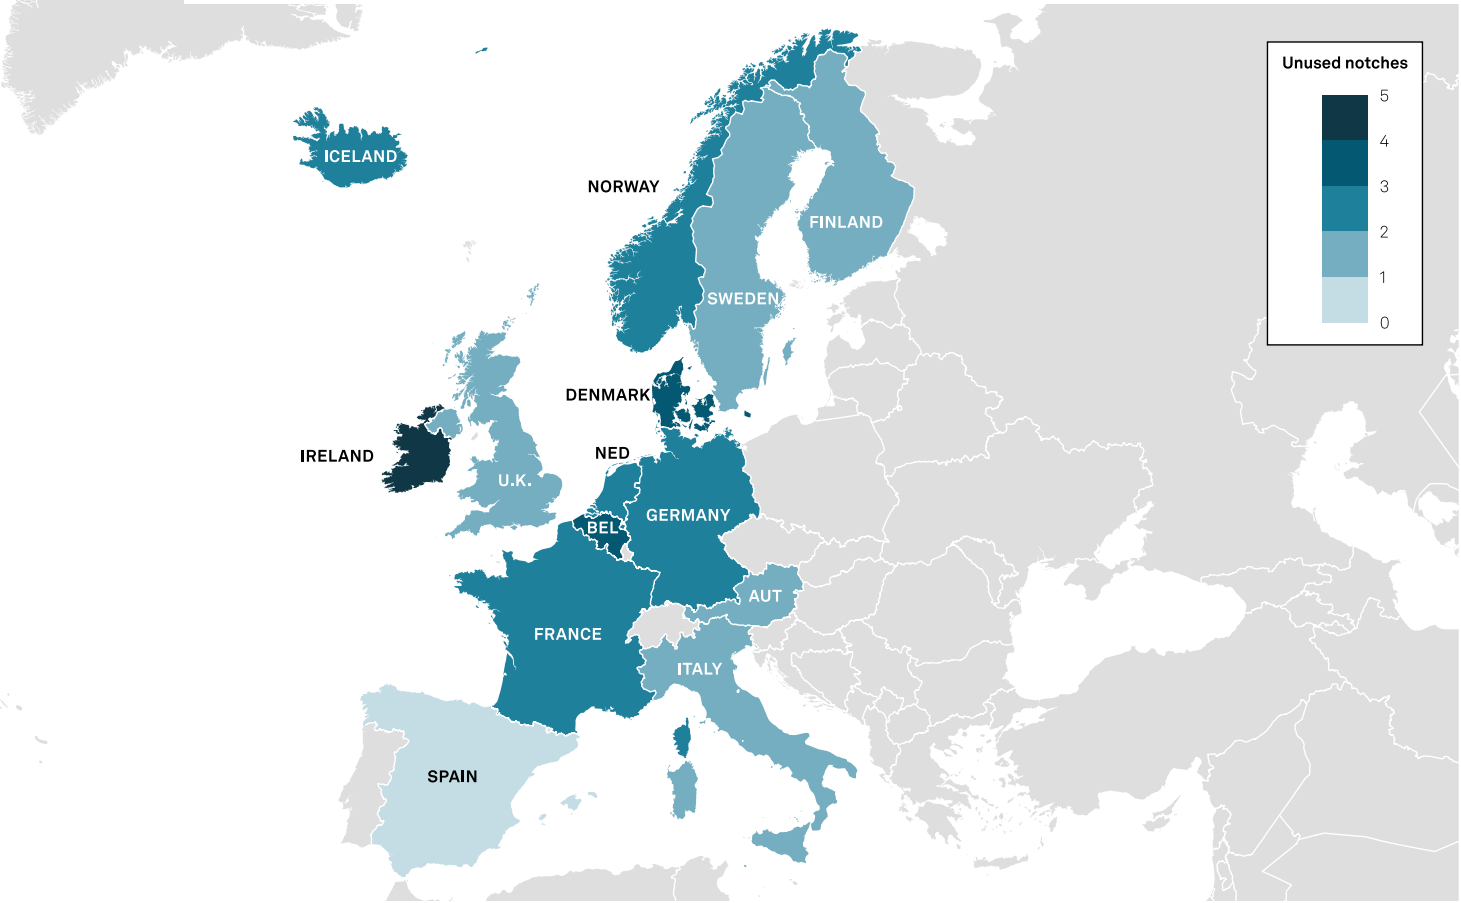 Unused notches
5
4
3
2
1
0
ICELAND
NORWAY
FINLAND
SWEDEN
DENMARK
IRELAND
NED
U.K.
GERMANY
BEL
AUT
FRANCE
ITALY
SPAIN